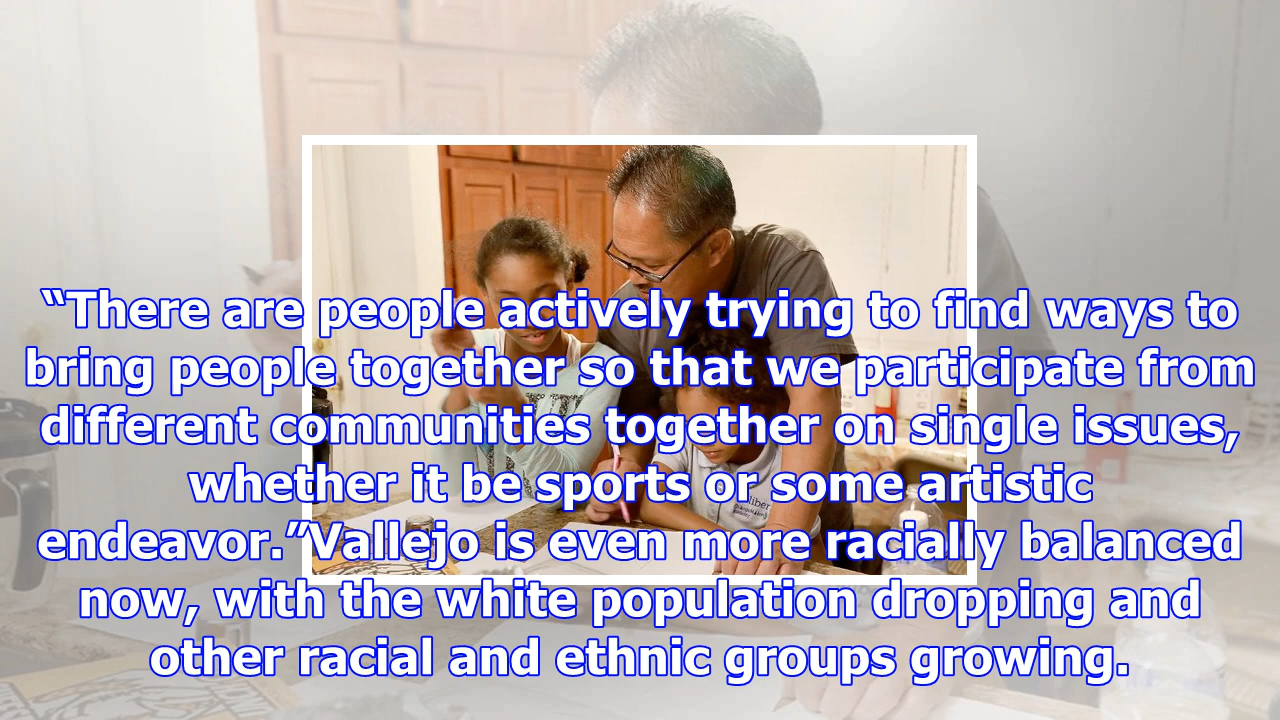 “There are people actively trying to find ways to
bring people together so that we participate from
different communities together on single issues,
whether it be sports or some artistic
endeavor.”Vallejo is even more racially balanced
now, with the white population dropping and
other racial and ethnic groups growing.